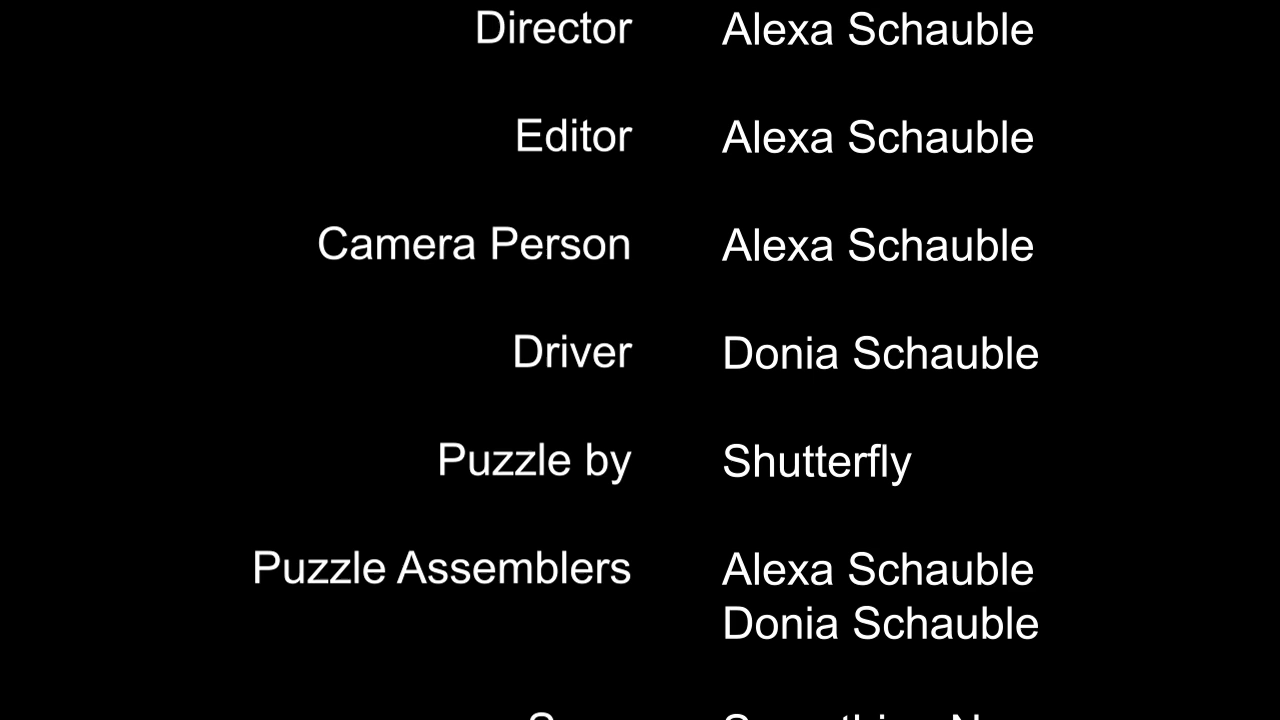 Director Alexa Schauble
Editor Alexa Schauble
Camera Person Alexa Schauble
Driver Donia Schauble
Puzzle by Shutterfly
Puzzle Assemblers Alexa Schauble
Donia Schauble